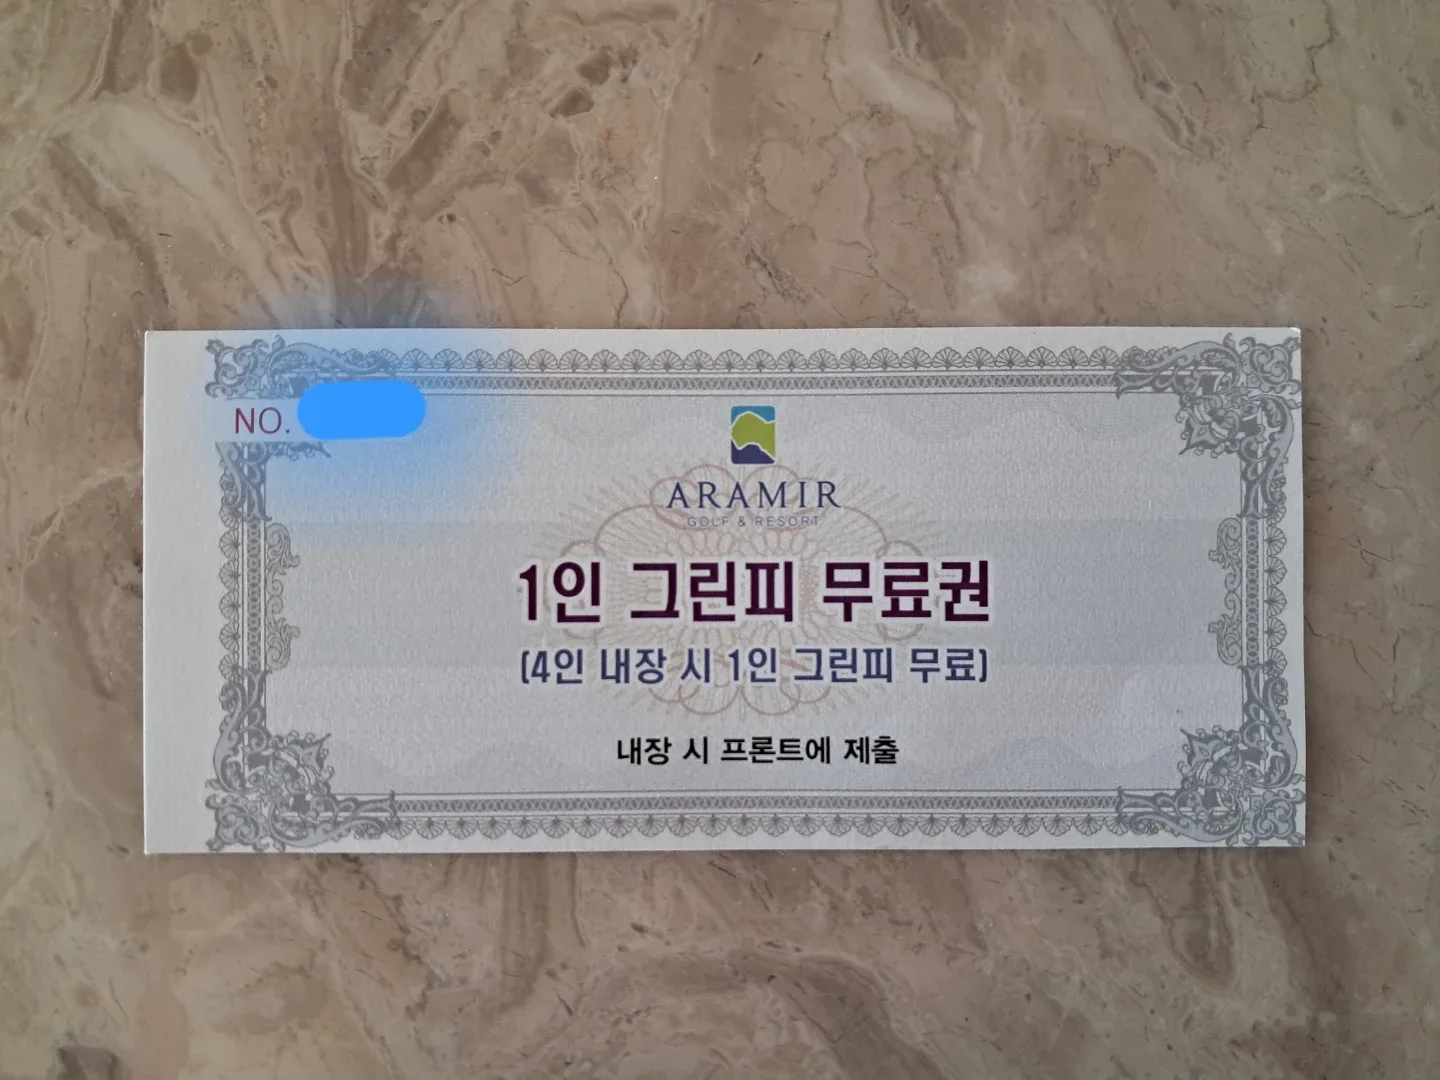 NO.
ARAMIR
GOLF & RESORT
1인 그린피 무료권
(4인 내장 시 1인 그린피 무료)
내장 시 프론트에 제출